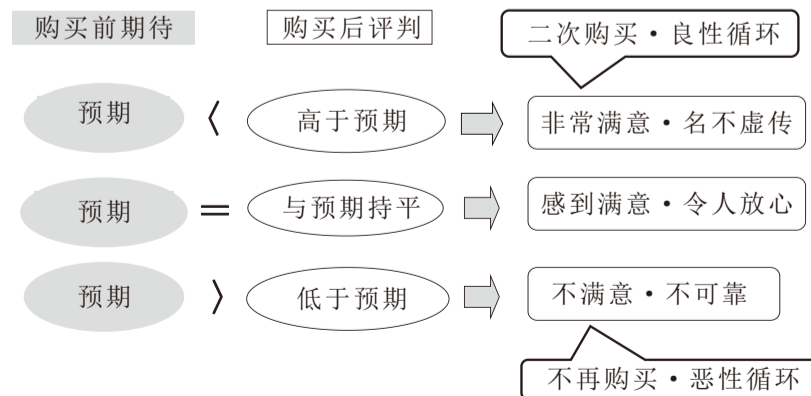 购买前期待 购买后评判 二次购买·良性循环
预期 < 高于预期 非常满意·名不虚传
预期 = 与预期持平 感到满意·令人放心
预期 > 低于预期 不满意·不可靠
不再购买·恶性循环